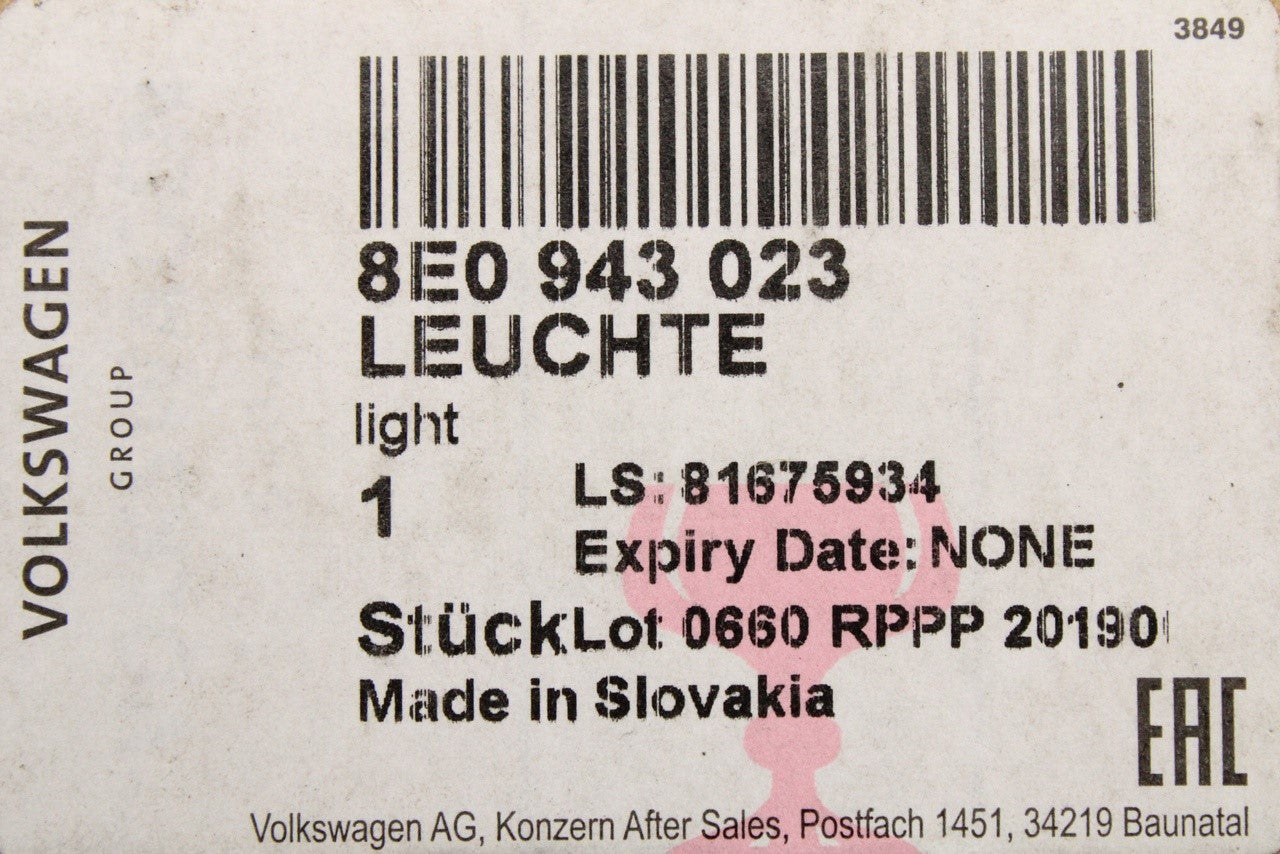 3849
VOLKSWAGEN
GROUP
8E0 943 023
LEUCHTE
light
1
LS: 81675934
Expiry Date: NONE
Stück Lot 0660 RPPP 20190
Made in Slovakia
EAC
Volkswagen AG, Konzern After Sales, Postfach 1451, 34219 Baunatal